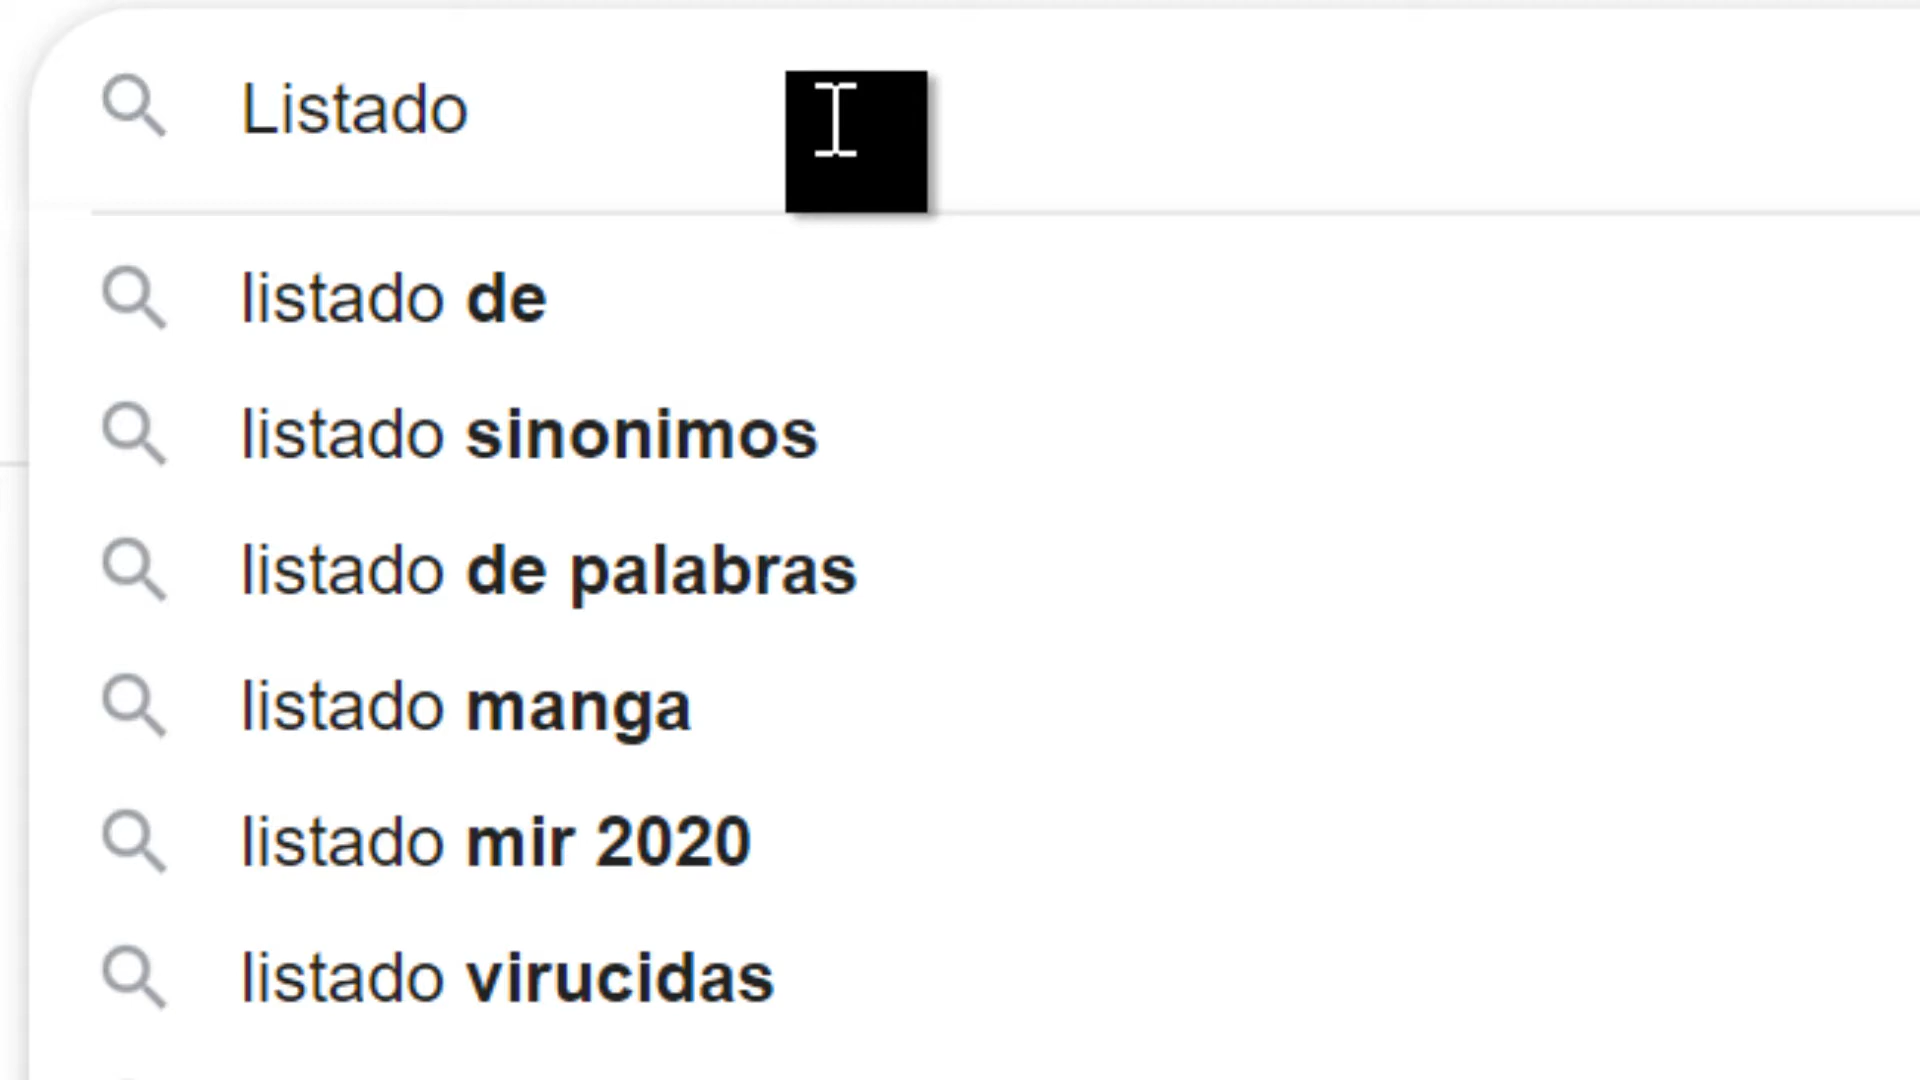 Listado
listado de
listado sinonimos
listado de palabras
listado manga
listado mir 2020
listado virucidas